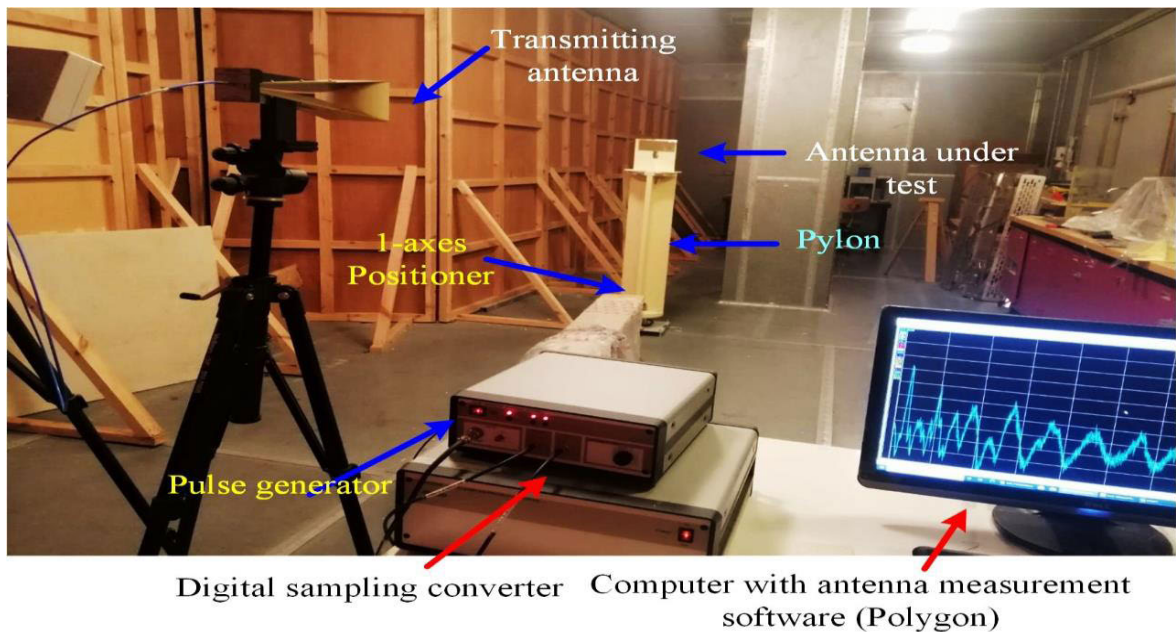 Transmitting
antenna
Antenna under
test
1-axes
Positioner
Pylon
Pulse generator
Digital sampling converter
Computer with antenna measurement
software (Polygon)